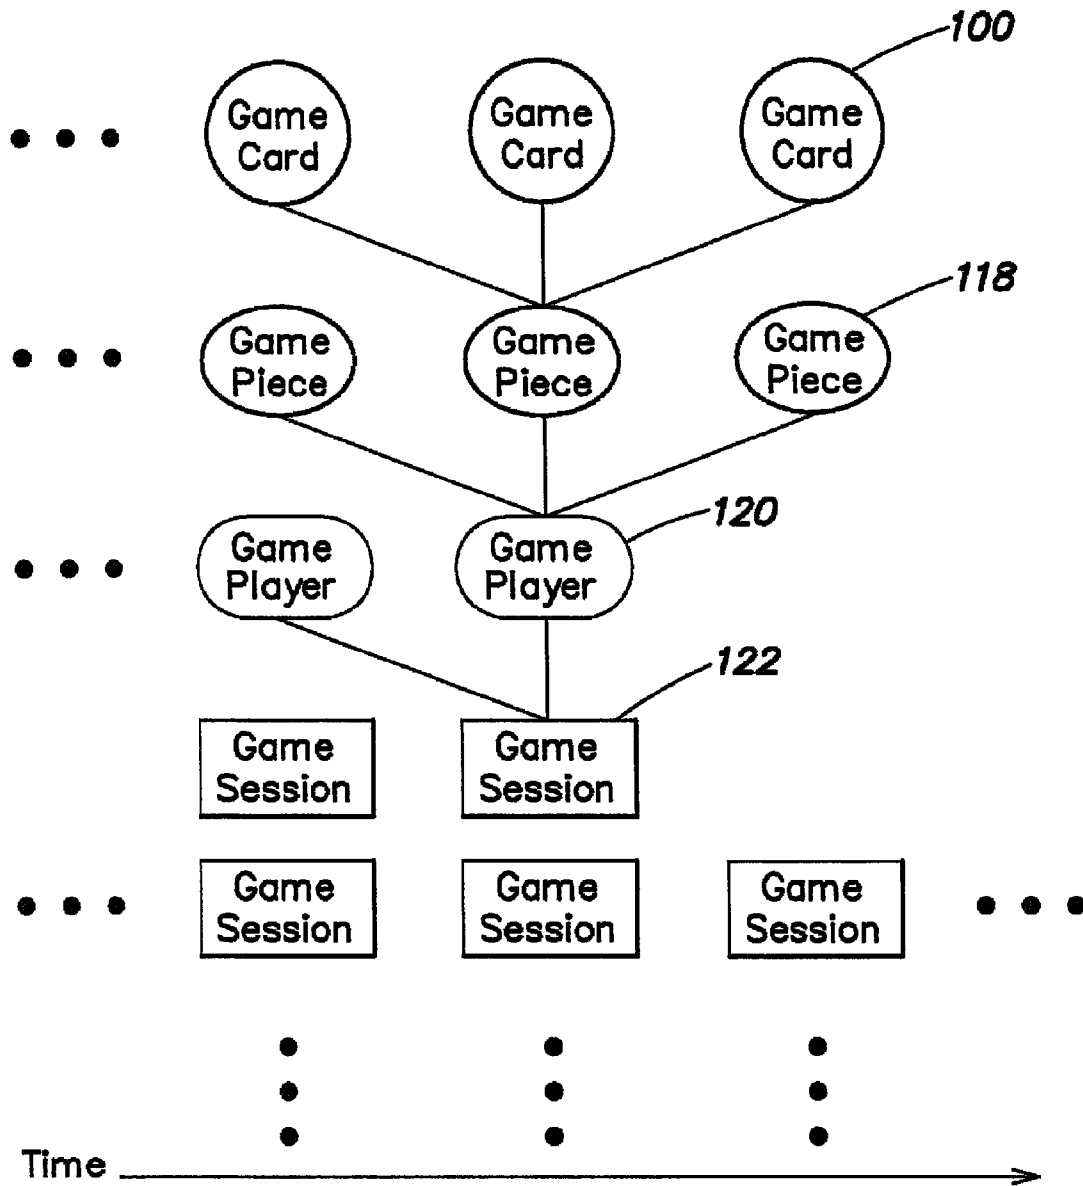 100
Game Game Game
Card Card Card
118
Game Game Game
Piece Piece Piece
120
Game Game
Player Player
122
Game Game
Session Session
Game Game Game
Session Session Session
Time